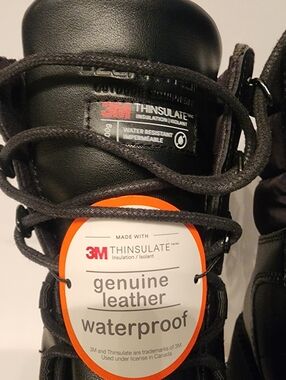 3M THINSULATE
INSULATION | ISOLANT
WATER RESISTANT
IMPERMÉABLE
MADE WITH
3M THINSULATE
Insulation / Isolant
genuine
leather
waterproof
3M and Thinsulate are trademarks of 3M.
Used under license in Canada